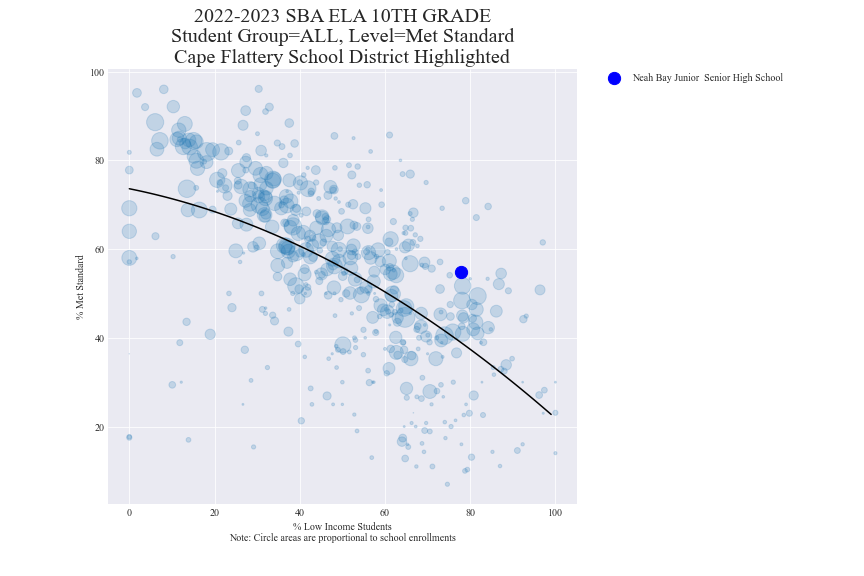 2022-2023 SBA ELA 10TH GRADE
Student Group=ALL, Level=Met Standard
Cape Flattery School District Highlighted
Neah Bay Junior  Senior High School
% Met Standard
100
80
60
40
20
0 20 40 60 80 100
% Low Income Students
Note: Circle areas are proportional to school enrollments